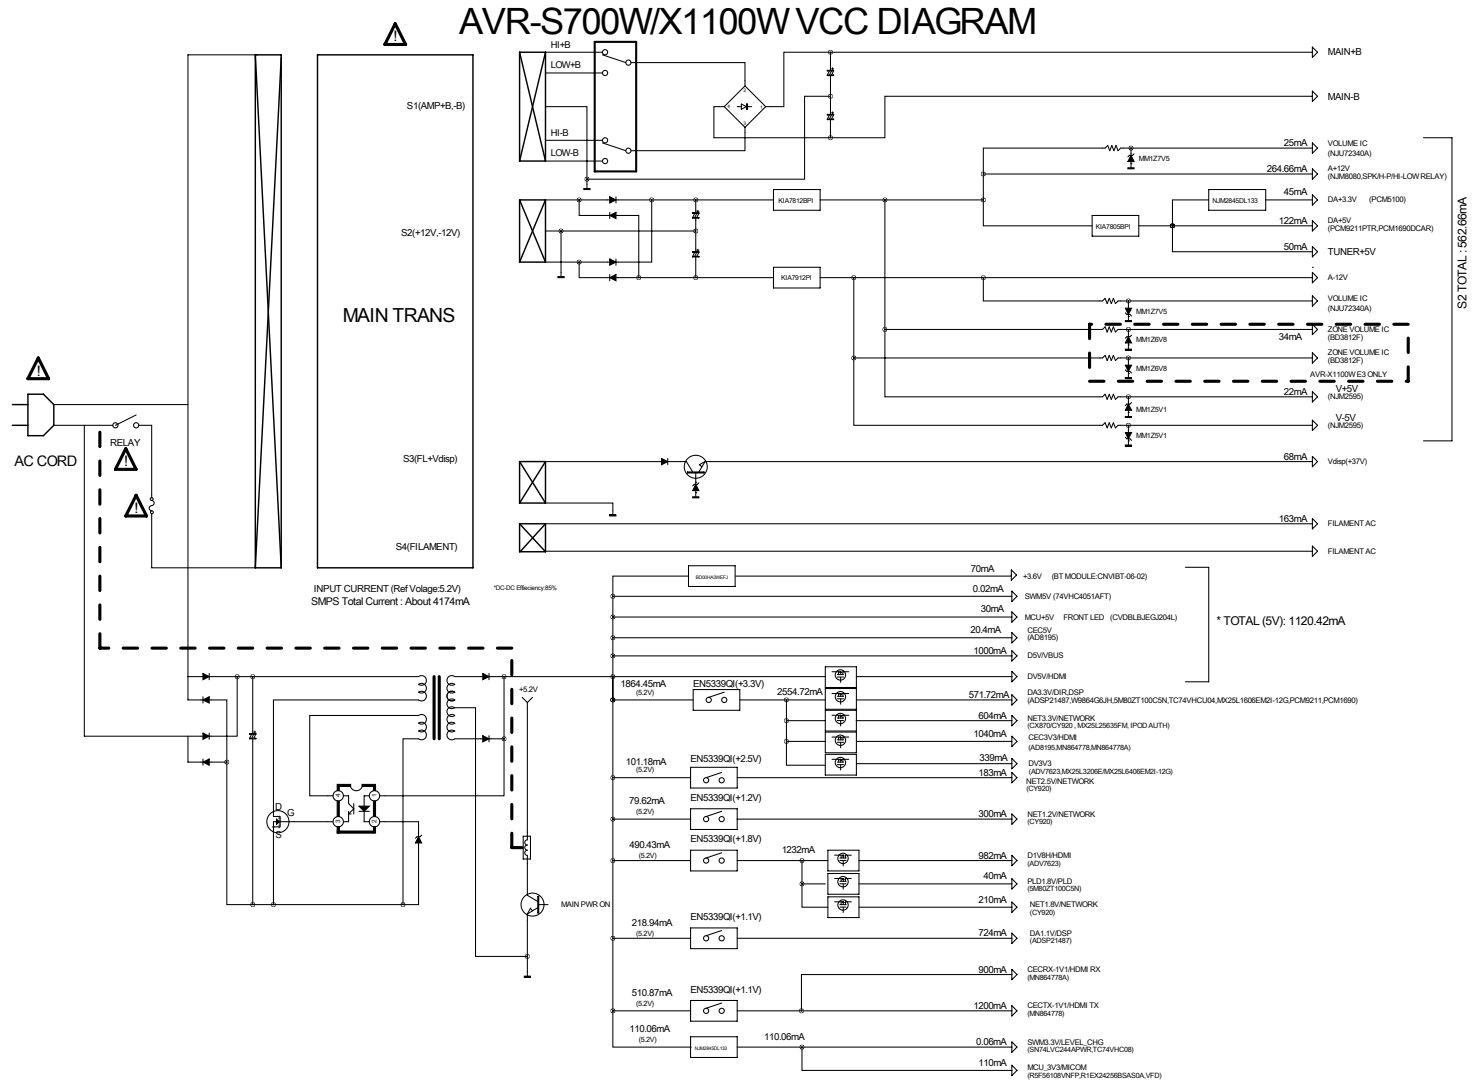 AVR-S700W/X1100W VCC DIAGRAM
HI+B
LOW+B
HI-B
LOW-B
MAIN+B
MAIN-B
S1(AMP+B,-B)
S2(+12V,-12V)
MAIN TRANS
S3(FL+Vdisp)
S4(FILAMENT)
AC CORD
RELAY
25mA
VOLUME IC
(NJU72340A)
MM1Z7V5
264.66mA
A+12V
(NJM8080,SPK/H-P/HI-LOW RELAY)
KIA7812BPI
45mA
NJM2845DL133
DA+3.3V (PCM5100)
122mA
KIA7805BPI
DA+5V
(PCM9211PTR,PCM1690DCAR)
50mA
TUNER+5V
KIA7912PI
A-12V
VOLUME IC
(NJU72340A)
MM1Z7V5
34mA
ZONE VOLUME IC
(BD3812F)
MM1Z6V8
ZONE VOLUME IC
(BD3812F)
MM1Z6V8
AVR-X1100W E3 ONLY
22mA
V+5V
(NJM2595)
MM1Z5V1
V-5V
(NJM2595)
MM1Z5V1
S2 TOTAL : 562.66mA
68mA
Vdisp(+37V)
163mA
FILAMENT AC
FILAMENT AC
INPUT CURRENT (Ref Volage:5.2V)
SMPS Total Current : About 4174mA
*DC-DC Effeciency:85%
70mA
+3.6V (BT MODULE:CNVIBT-06-02)
0.02mA
SWM5V (74VHC4051AFT)
30mA
MCU+5V FRONT LED (CVDBLBJEGJ204L)
20.4mA
CEC5V
(AD8195)
1000mA
D5V/VBUS
DV5V/HDMI
* TOTAL (5V): 1120.42mA
+5.2V
1864.45mA
(5.2V)
EN5339QI(+3.3V)
2554.72mA
571.72mA
DA3.3V/DIR,DSP
(ADSP21487,W9864G6JH,5M80ZT100C5N,TC74VHCU04,MX25L1606EM2I-12G,PCM9211,PCM1690)
604mA
NET3.3V/NETWORK
(CX870/CY920 , MX25L25635FM, IPOD AUTH)
1040mA
CEC3V3/HDMI
(AD8195,MN864778,MN864778A)
339mA
DV3V3
(ADV7623,MX25L3206E/MX25L6406EM2I-12G)
101.18mA
(5.2V)
EN5339QI(+2.5V)
183mA
NET2.5V/NETWORK
(CY920)
79.62mA
(5.2V)
EN5339QI(+1.2V)
300mA
NET1.2V/NETWORK
(CY920)
490.43mA
(5.2V)
EN5339QI(+1.8V)
1232mA
982mA
D1V8H/HDMI
(ADV7623)
40mA
PLD1.8V/PLD
(5M80ZT100C5N)
210mA
NET1.8V/NETWORK
(CY920)
218.94mA
(5.2V)
EN5339QI(+1.1V)
724mA
DA1.1V/DSP
(ADSP21487)
900mA
CECRX-1V1/HDMI RX
(MN864778A)
510.87mA
(5.2V)
EN5339QI(+1.1V)
1200mA
CECTX-1V1/HDMI TX
(MN864778)
110.06mA
(5.2V)
NJM2845DL133
110.06mA
0.06mA
SWM3.3V/LEVEL_CHG
(SN74LVC244APWR,TC74VHC08)
110mA
MCU_3V3/MICOM
(R5F56108VNFP,R1EX24256BSAS0A,VFD)
D
G
S
4
1
3
2
MAIN PWR ON